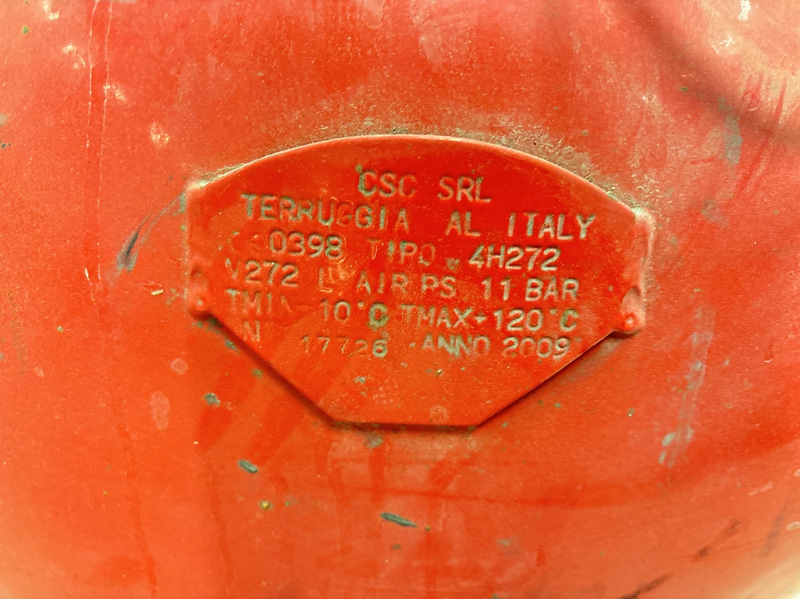 CSC SRL
TERRUGGIA AL ITALY
0398 TIPO 4H272
V272 L AIR PS 11 BAR
TMIN-10°C TMAX+120°C
N 17726 ANNO 2009